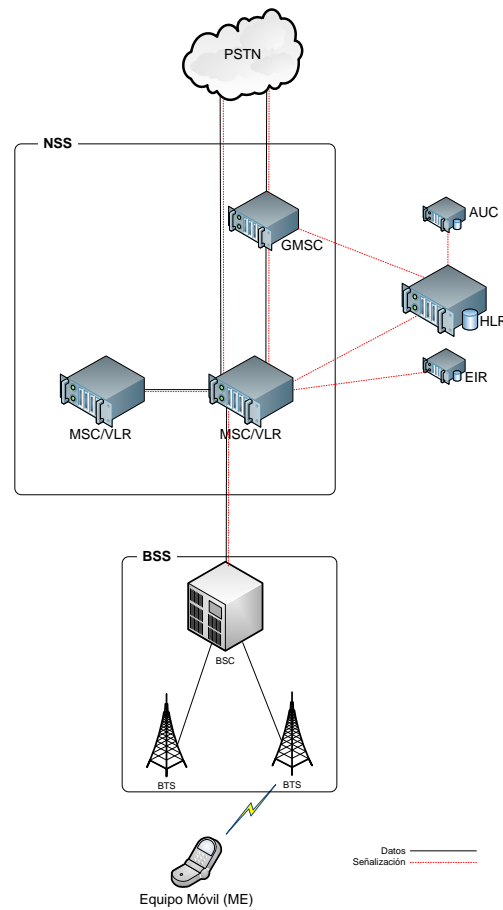 PSTN
NSS
GMSC
AUC
HLR
EIR
MSC/VLR
MSC/VLR
BSS
BSC
BTS
BTS
Equipo Móvil (ME)
Datos
Señalización